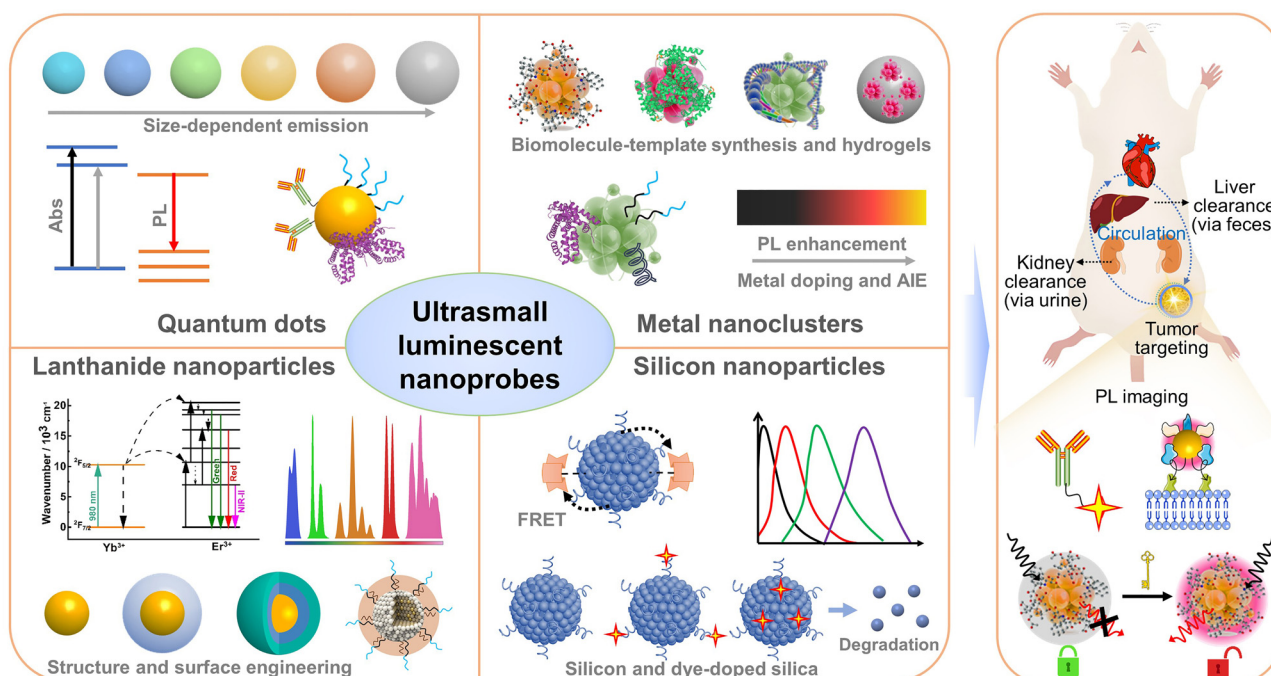 Size-dependent emission
Abs
PL
Quantum dots
Biomolecule-template synthesis and hydrogels
PL enhancement
Metal doping and AIE
Metal nanoclusters
Ultrasmall
luminescent
nanoprobes
Lanthanide nanoparticles
Wavenumber / 10³ cm⁻¹
20
15
10
5
0
²F₅/₂
²F₇/₂
980 nm
Green
Red
NIR-II
Yb³⁺
Er³⁺
Structure and surface engineering
Silicon nanoparticles
FRET
Degradation
Silicon and dye-doped silica
Liver
clearance
(via feces)
Circulation
Kidney
clearance
(via urine)
Tumor
targeting
PL imaging